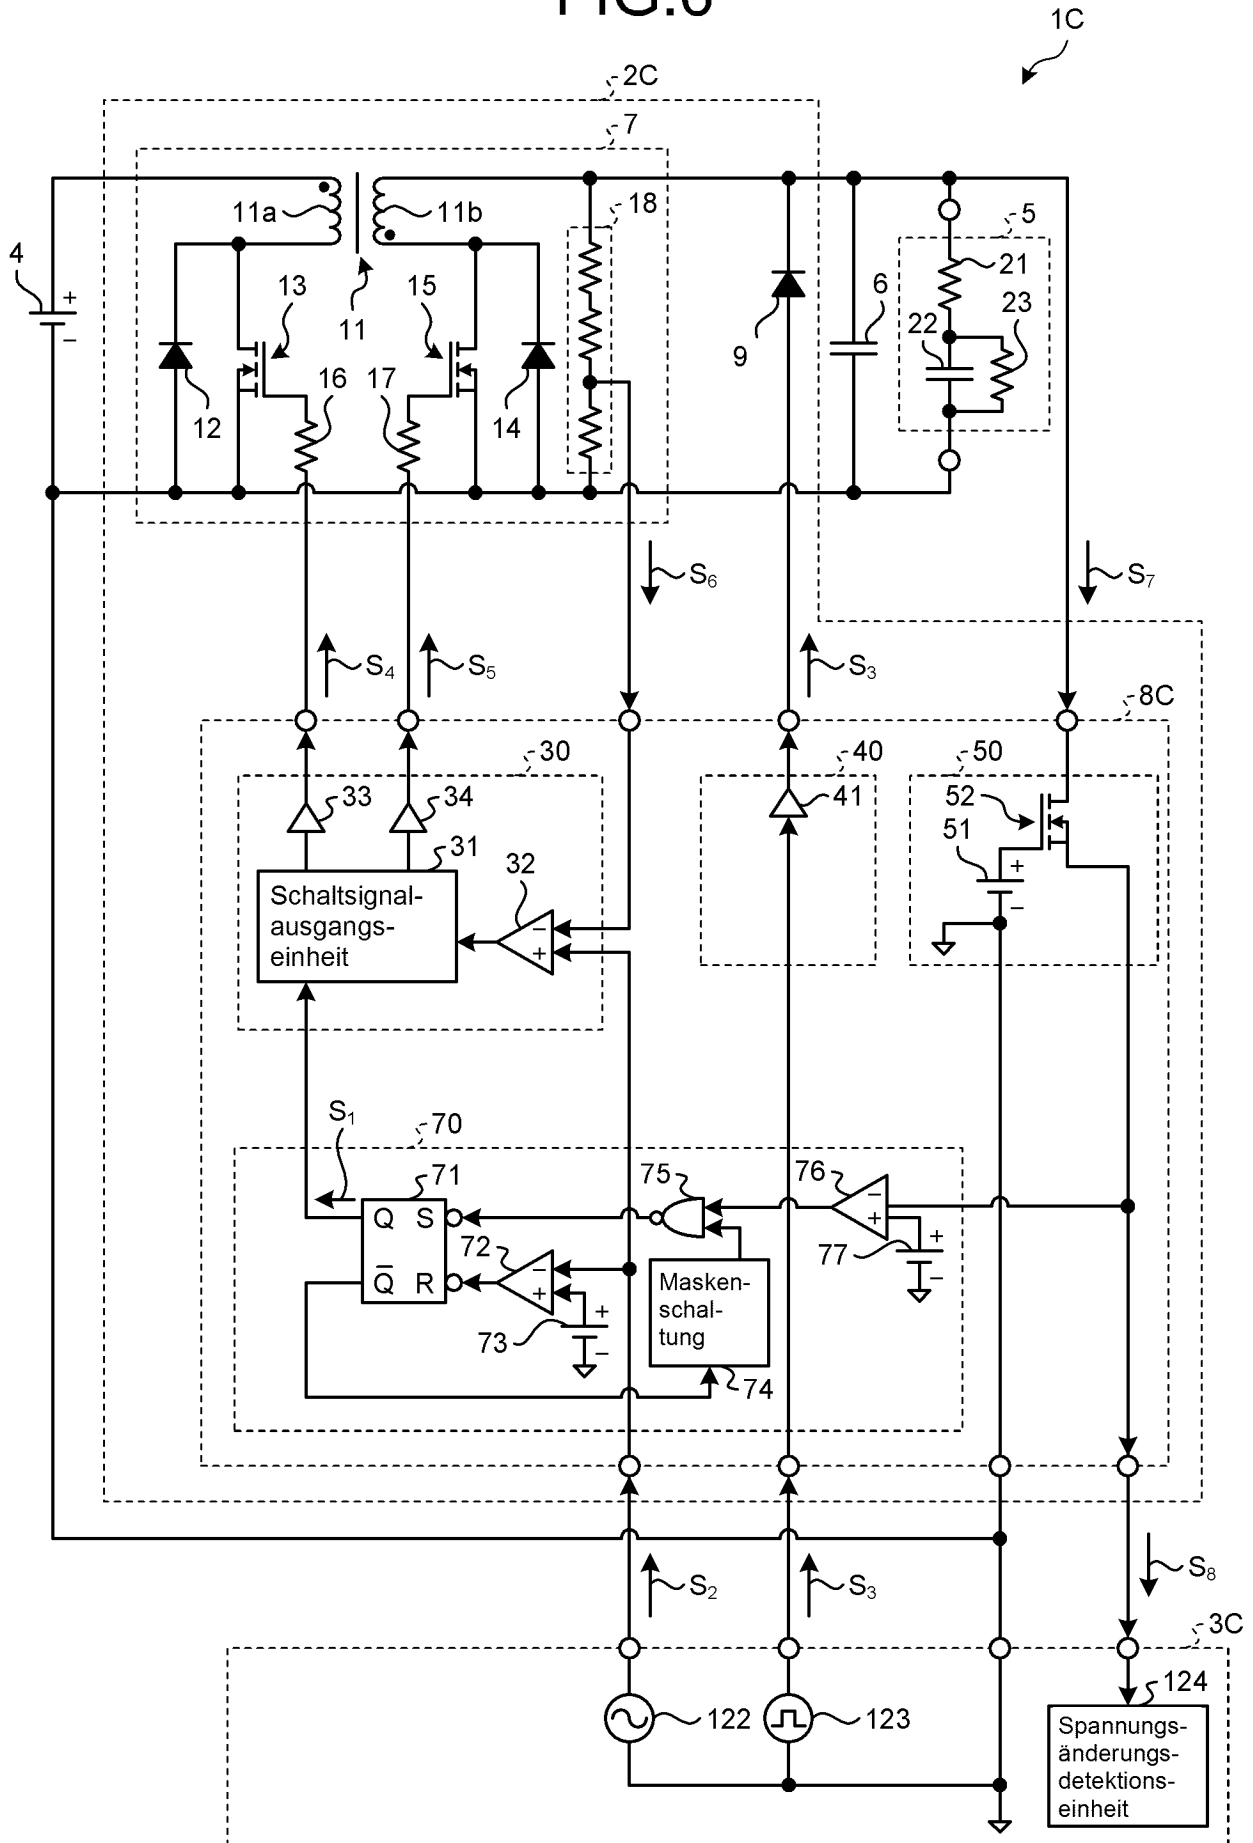 FIG.6
1C
2C
7
11a
11b
18
5
4
+
−
13
15
11
21
6
22
23
9
16
17
12
14
S6
S7
S4
S5
S3
8C
30
40
50
33
34
41
52
31
51
+
−
32
Schaltsignal-
ausgangs-
einheit
−
+
S1
70
71
75
76
Q S
−
+
72
77
+
−
Q̅ R
−
+
73
+
−
Masken-
schal-
tung
74
S2
S3
S8
3C
124
122
123
Spannungs-
änderungs-
detektions-
einheit